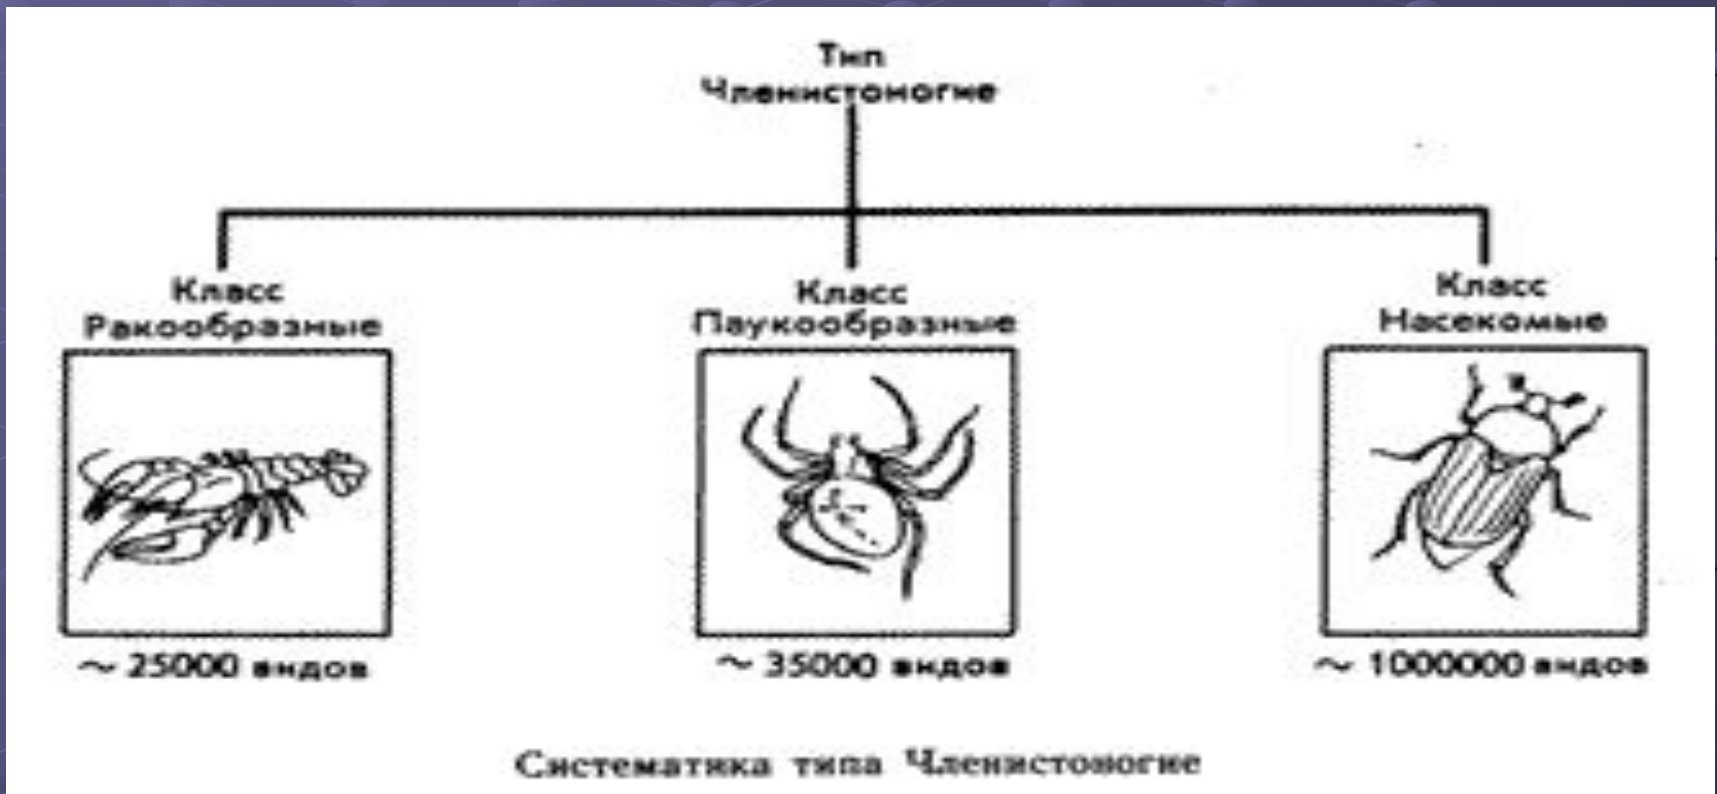 Тип
Членистоногие
Класс
Ракообразные
Класс
Паукообразные
Класс
Насекомые
~ 25000 видов
~ 35000 видов
~ 1000000 видов
Систематика типа Членистоногие